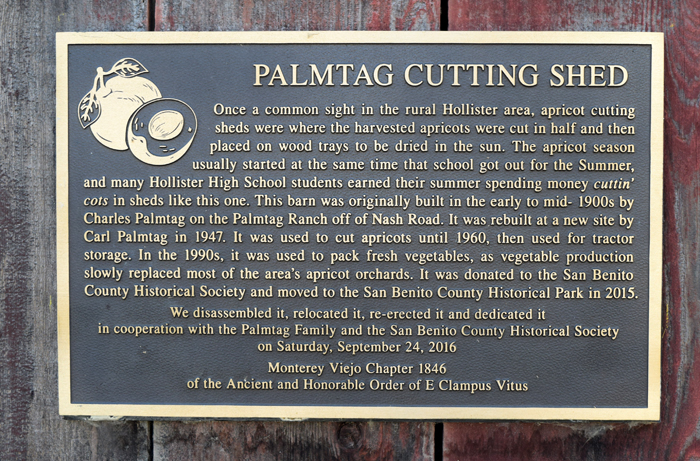 PALMTAG CUTTING SHED
Once a common sight in the rural Hollister area, apricot cutting
sheds were where the harvested apricots were cut in half and then
placed on wood trays to be dried in the sun. The apricot season
usually started at the same time that school got out for the Summer,
and many Hollister High School students earned their summer spending money cuttin'
cots in sheds like this one. This barn was originally built in the early to mid- 1900s by
Charles Palmtag on the Palmtag Ranch off of Nash Road. It was rebuilt at a new site by
Carl Palmtag in 1947. It was used to cut apricots until 1960, then used for tractor
storage. In the 1990s, it was used to pack fresh vegetables, as vegetable production
slowly replaced most of the area's apricot orchards. It was donated to the San Benito
County Historical Society and moved to the San Benito County Historical Park in 2015.
We disassembled it, relocated it, re-erected it and dedicated it
in cooperation with the Palmtag Family and the San Benito County Historical Society
on Saturday, September 24, 2016
Monterey Viejo Chapter 1846
of the Ancient and Honorable Order of E Clampus Vitus